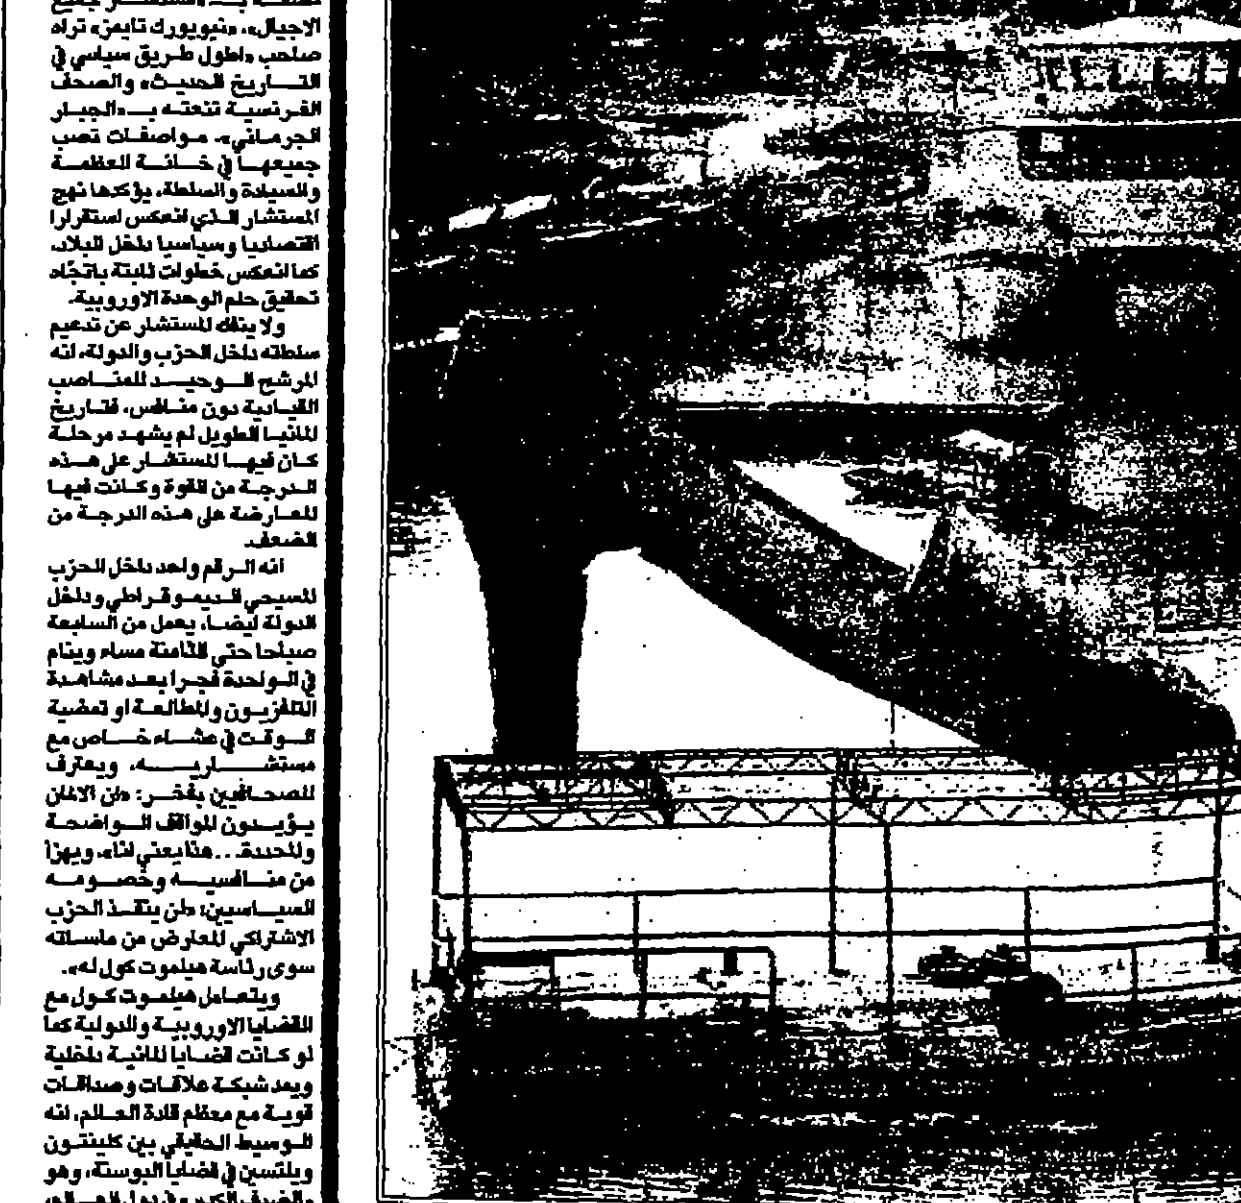 الاجيال»، «نيويورك تايمز» تراه
صاحب «اطول طريق سياسي في
التاريخ الحديث» والصحف
الفرنسية تنعته بـ«الجبار
الجرماني». مواصفات تصب
جميعها في خانة العظمة
والسيادة والسلطة، يؤكدها نهج
المستشار الذي انعكس استقرارا
اقتصاديا وسياسيا داخل البلاد،
كما انعكس خطوات ثابتة باتجاه
تحقيق حلم الوحدة الاوروبية.
ولا ينفك المستشار عن تدعيم
سلطته داخل الحزب والدولة، انه
المرشح الوحيد للمناصب
القيادية دون منافس، فتاريخ
المانيا الطويل لم يشهد مرحلة
كان فيها المستشار على هذه
الدرجة من القوة وكانت فيها
المعارضة على هذه الدرجة من
الضعف.
انه الرقم واحد داخل الحزب
المسيحي الديموقراطي وداخل
الدولة ايضا، يعمل من السابعة
صباحا حتى الثامنة مساء وينام
في الواحدة فجرا بعد مشاهدة
التلفزيون والمطالعة او تمضية
الوقت في عشاء خاص مع
مستشاريه، ويعترف
للصحافيين بفخر: «ان الالمان
يؤيدون المواقف الواضحة
والمحددة... هذا يعني انا»، ويهزأ
من منافسيه وخصومه
السياسيين: «لن ينقذ الحزب
الاشتراكي المعارض من مأساته
سوى رئاسة هيلموت كول له».
ويتعامل هيلموت كول مع
القضايا الاوروبية والدولية كما
لو كانت قضايا المانية داخلية
ويمد شبكة علاقات وصداقات
قوية مع معظم قادة العالم، انه
الوسيط الحقيقي بين كلينتون
ويلتسين في قضايا البوسنة، وهو